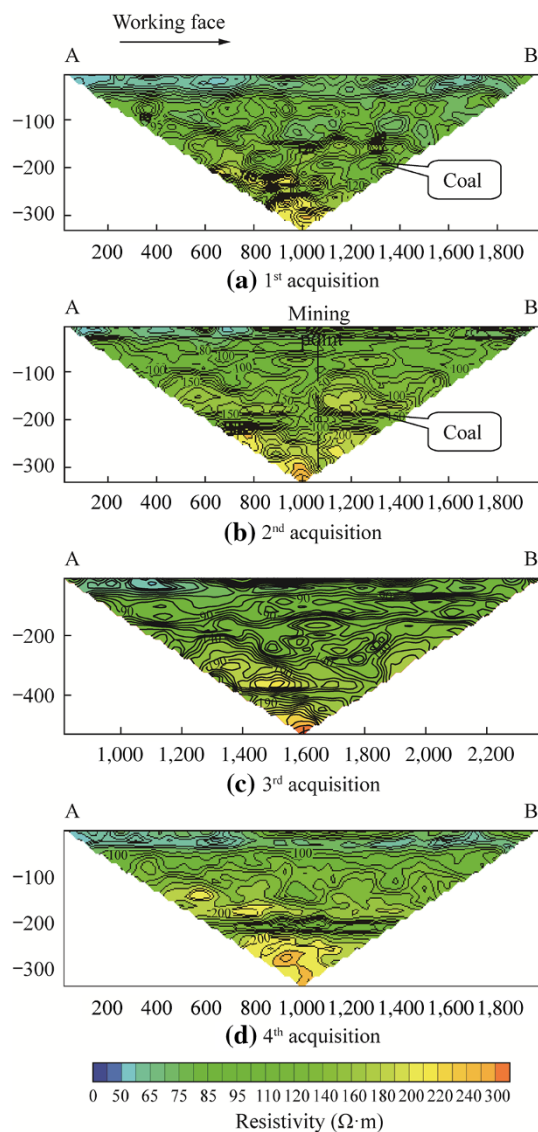 Working face
A B
−100
−200
−300
Coal
200 400 600 800 1,000 1,200 1,400 1,600 1,800
(a) 1st acquisition
A Mining B
point
−100
−200
−300
Coal
200 400 600 800 1,000 1,200 1,400 1,600 1,800
(b) 2nd acquisition
A B
−200
−400
1,000 1,200 1,400 1,600 1,800 2,000 2,200
(c) 3rd acquisition
A B
−100
−200
−300
200 400 600 800 1,000 1,200 1,400 1,600 1,800
(d) 4th acquisition
0 50 65 75 85 95 110 120 140 160 180 200 220 240 300
Resistivity (Ω·m)